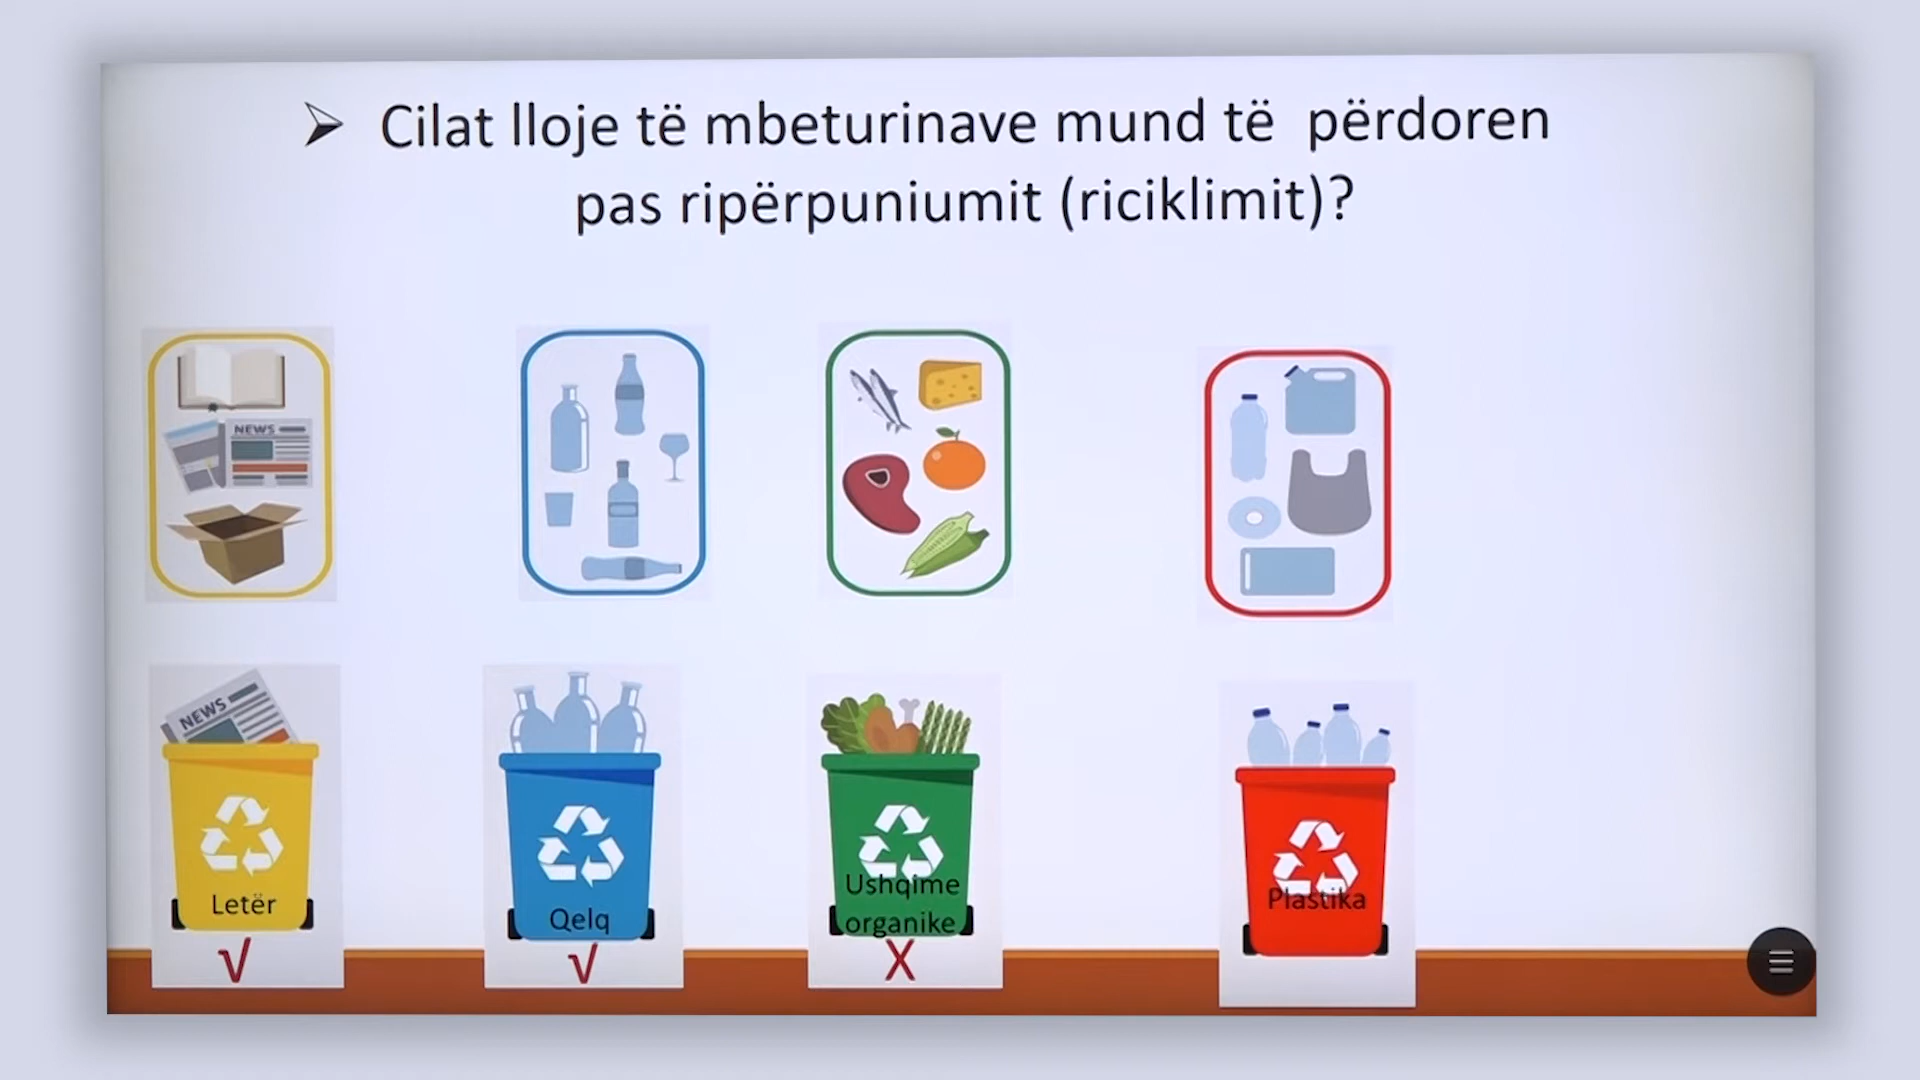 ➢ Cilat lloje të mbeturinave mund të përdoren
pas ripërpuniumit (riciklimit)?
NEWS
NEWS
Letër
Qelq
Ushqime
organike
Plastika
√
√
X